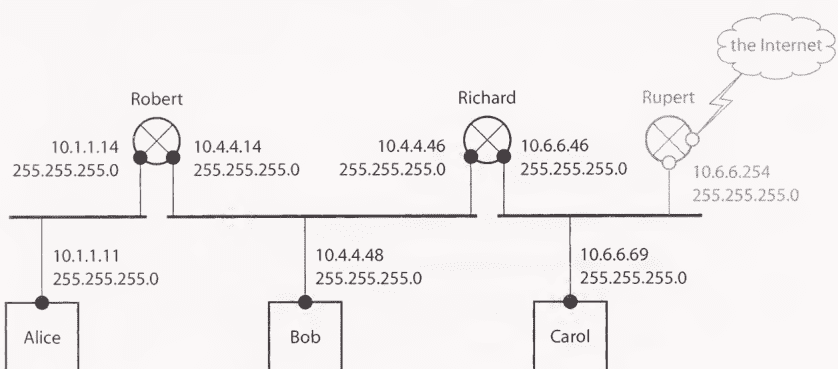 the Internet
Robert
Richard
Rupert
10.1.1.14
255.255.255.0
10.4.4.14
255.255.255.0
10.4.4.46
255.255.255.0
10.6.6.46
255.255.255.0
10.6.6.254
255.255.255.0
10.1.1.11
255.255.255.0
10.4.4.48
255.255.255.0
10.6.6.69
255.255.255.0
Alice
Bob
Carol